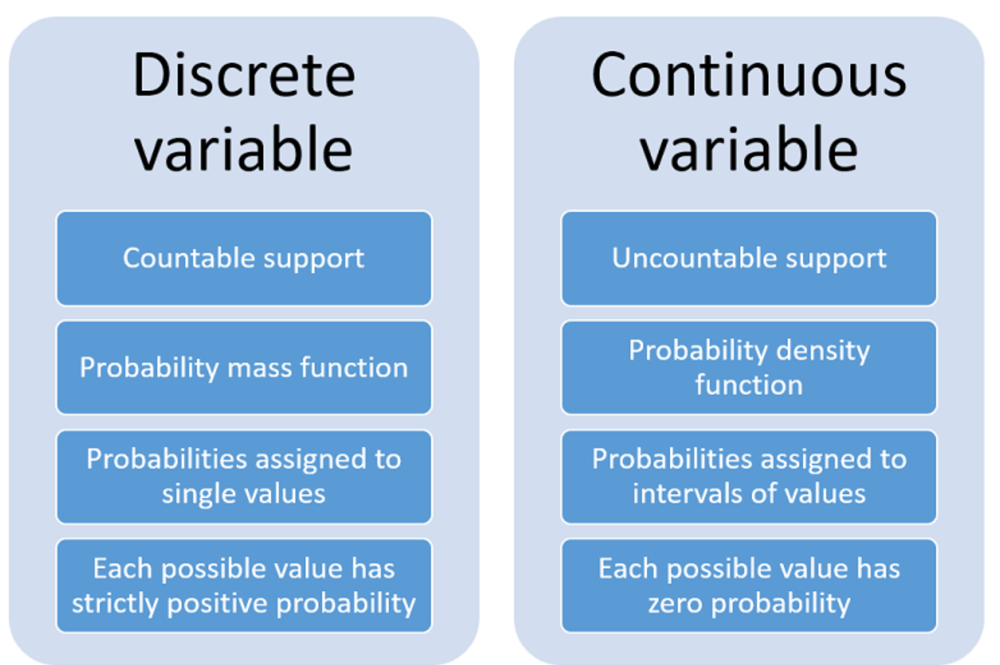 Discrete
variable
Countable support
Probability mass function
Probabilities assigned to
single values
Each possible value has
strictly positive probability
Continuous
variable
Uncountable support
Probability density
function
Probabilities assigned to
intervals of values
Each possible value has
zero probability